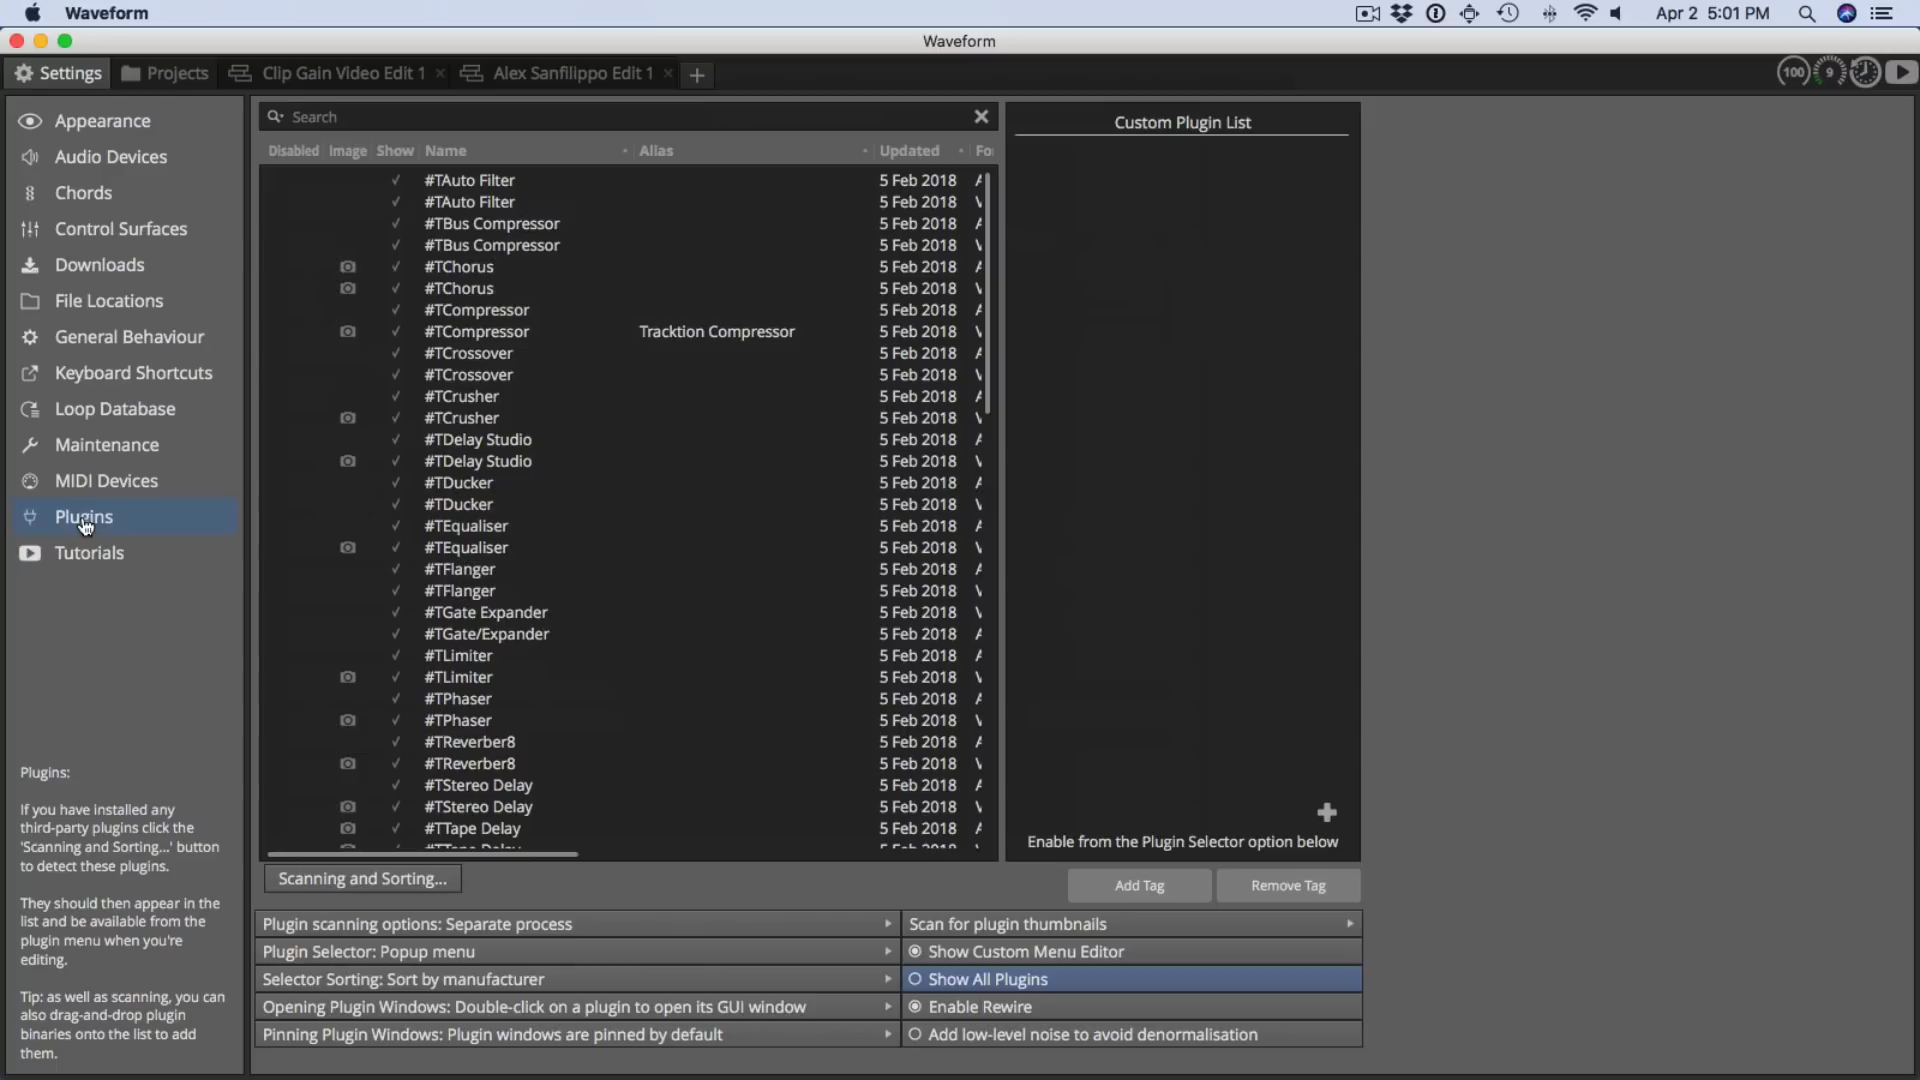 Waveform
Apr 2 5:01 PM
Waveform
Settings
Projects
Clip Gain Video Edit 1
Alex Sanfilippo Edit 1
100
9
Appearance
Audio Devices
Chords
Control Surfaces
Downloads
File Locations
General Behaviour
Keyboard Shortcuts
Loop Database
Maintenance
MIDI Devices
Plugins
Tutorials
Plugins:
If you have installed any
third-party plugins click the
'Scanning and Sorting...' button
to detect these plugins.
They should then appear in the
list and be available from the
plugin menu when you're
editing.
Tip: as well as scanning, you can
also drag-and-drop plugin
binaries onto the list to add
them.
Search
Disabled Image Show Name Alias Updated Fo
#TAuto Filter 5 Feb 2018
#TAuto Filter 5 Feb 2018
#TBus Compressor 5 Feb 2018
#TBus Compressor 5 Feb 2018
#TChorus 5 Feb 2018
#TChorus 5 Feb 2018
#TCompressor 5 Feb 2018
#TCompressor Tracktion Compressor 5 Feb 2018
#TCrossover 5 Feb 2018
#TCrossover 5 Feb 2018
#TCrusher 5 Feb 2018
#TCrusher 5 Feb 2018
#TDelay Studio 5 Feb 2018
#TDelay Studio 5 Feb 2018
#TDucker 5 Feb 2018
#TDucker 5 Feb 2018
#TEqualiser 5 Feb 2018
#TEqualiser 5 Feb 2018
#TFlanger 5 Feb 2018
#TFlanger 5 Feb 2018
#TGate Expander 5 Feb 2018
#TGate/Expander 5 Feb 2018
#TLimiter 5 Feb 2018
#TLimiter 5 Feb 2018
#TPhaser 5 Feb 2018
#TPhaser 5 Feb 2018
#TReverber8 5 Feb 2018
#TReverber8 5 Feb 2018
#TStereo Delay 5 Feb 2018
#TStereo Delay 5 Feb 2018
#TTape Delay 5 Feb 2018
Custom Plugin List
Enable from the Plugin Selector option below
Scanning and Sorting...
Add Tag
Remove Tag
Plugin scanning options: Separate process
Plugin Selector: Popup menu
Selector Sorting: Sort by manufacturer
Opening Plugin Windows: Double-click on a plugin to open its GUI window
Pinning Plugin Windows: Plugin windows are pinned by default
Scan for plugin thumbnails
Show Custom Menu Editor
Show All Plugins
Enable Rewire
Add low-level noise to avoid denormalisation